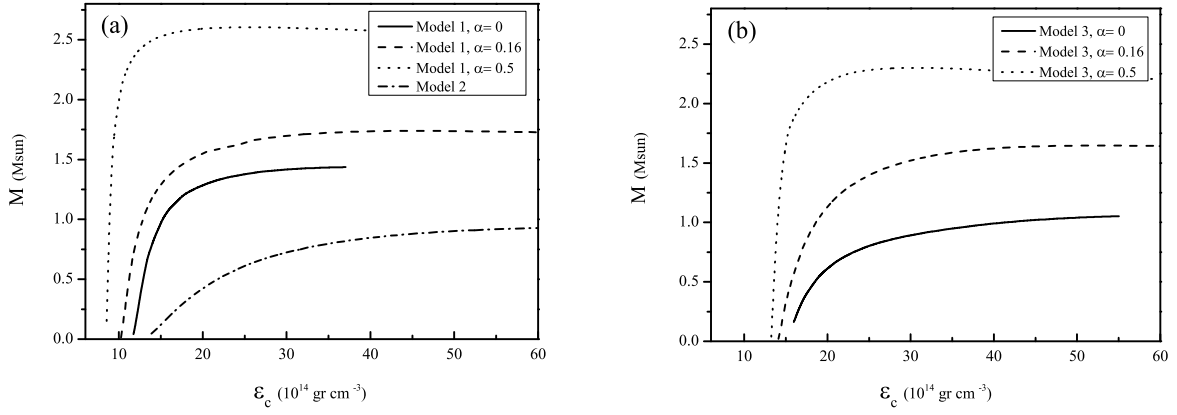 (a)
Model 1, α= 0
Model 1, α= 0.16
Model 1, α= 0.5
Model 2
2.5
2.0
1.5
1.0
0.5
0.0
M (Msun)
10 20 30 40 50 60
εc (10^14 gr cm^-3)
(b)
Model 3, α= 0
Model 3, α= 0.16
Model 3, α= 0.5
2.5
2.0
1.5
1.0
0.5
0.0
M (Msun)
10 20 30 40 50 60
εc (10^14 gr cm^-3)